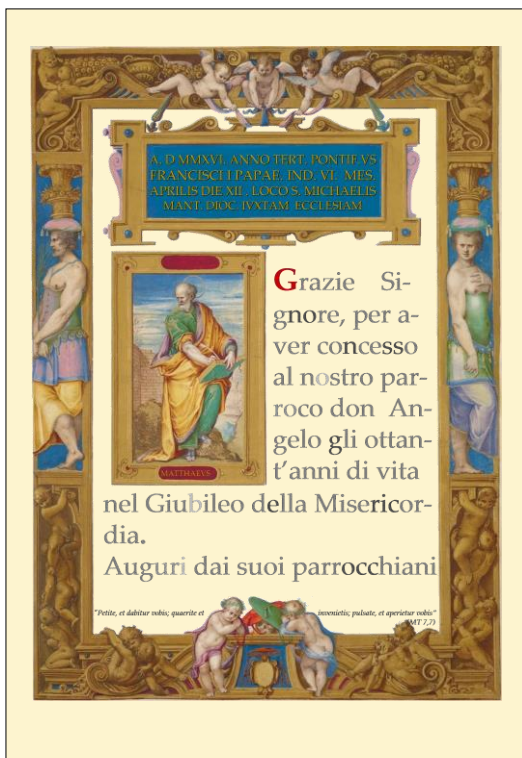 A. D MMXVI. ANNO TERT. PONTIF.VS
FRANCISCI I PAPAE, IND. VI. MES.
APRILIS DIE XII . LOCO S. MICHAELIS
MANT. DIOC. IVXTAM ECCLESIAM
MATTHAEVS
Grazie Si-
gnore, per a-
ver concesso
al nostro par-
roco don An-
gelo gli ottan-
t'anni di vita
nel Giubileo della Misericor-
dia.
Auguri dai suoi parrocchiani
"Petite, et dabitur vobis; quaerite et invenietis; pulsate, et aperietur vobis"
(MT 7,7)